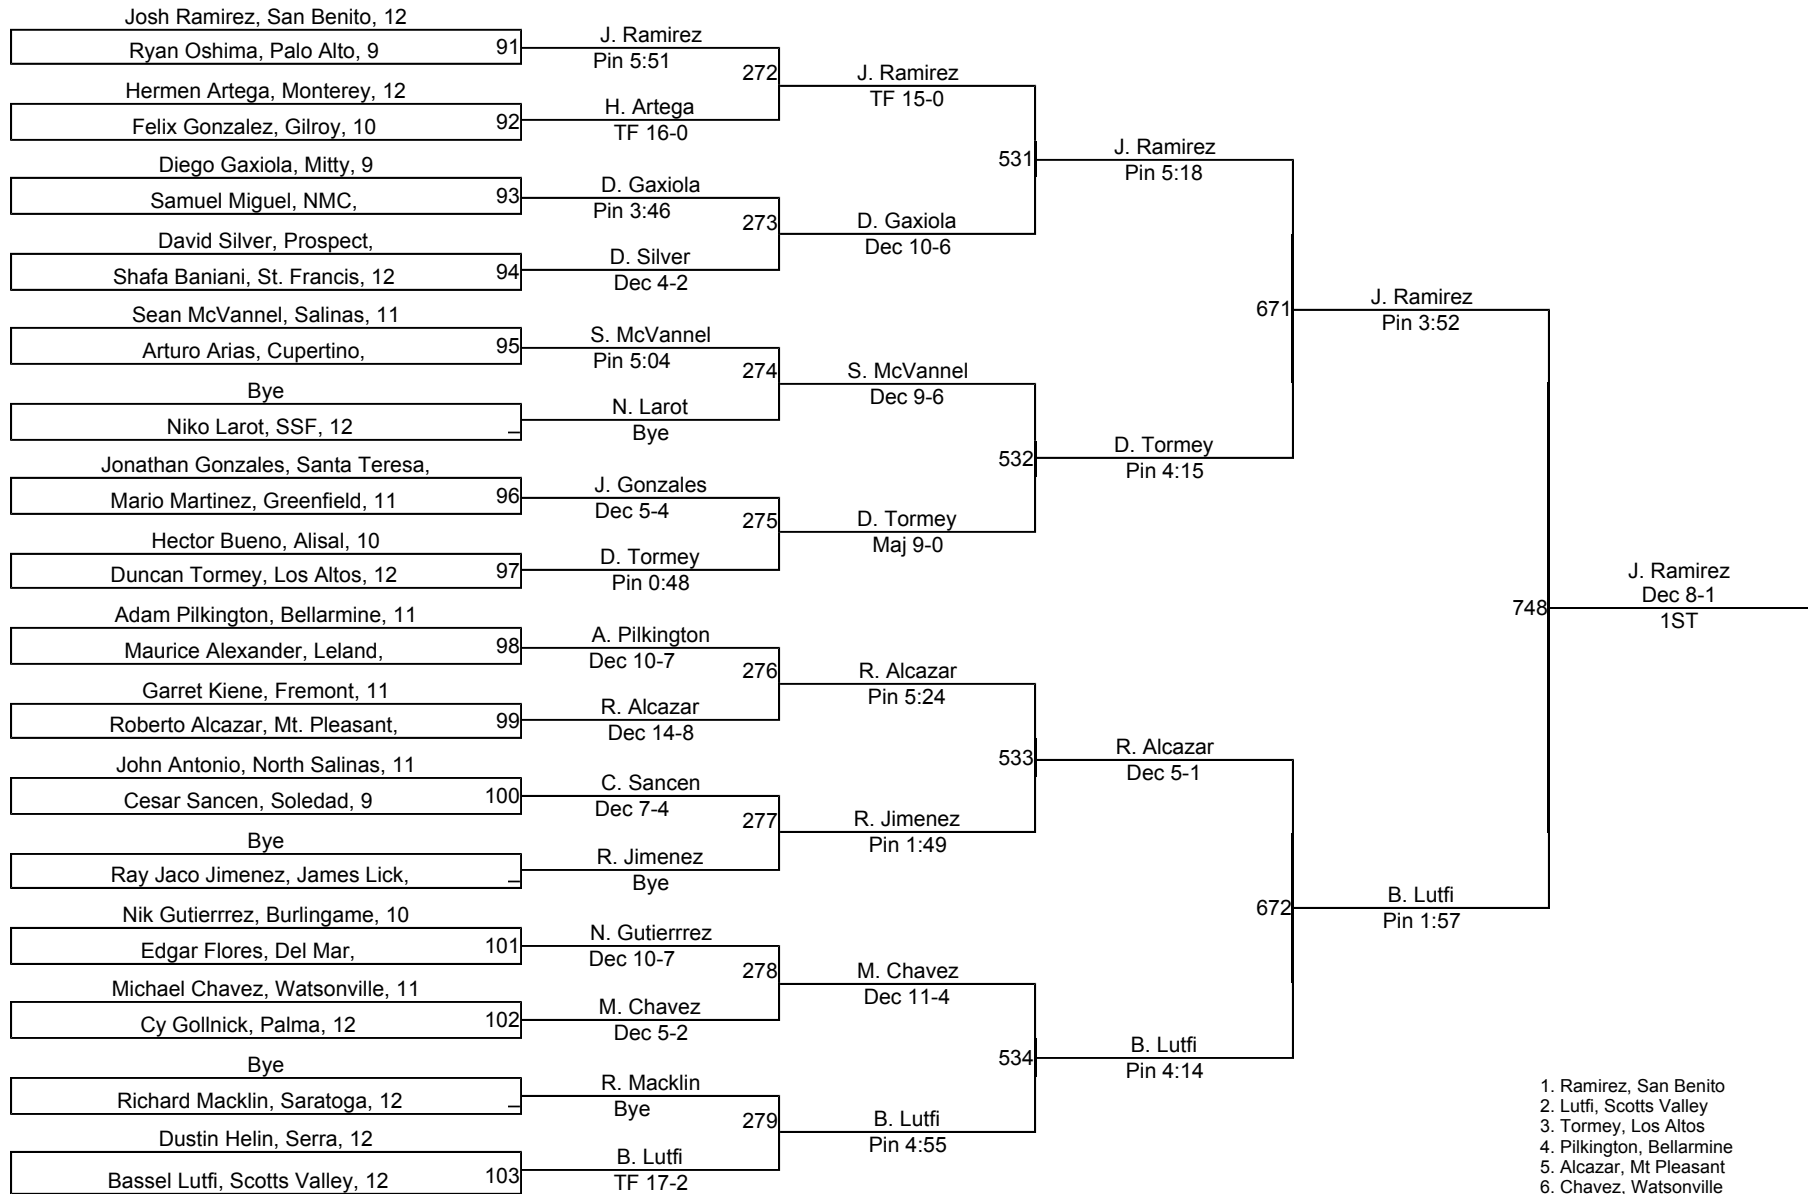 Josh Ramirez, San Benito, 12
Ryan Oshima, Palo Alto, 9
91
Hermen Artega, Monterey, 12
Felix Gonzalez, Gilroy, 10
92
Diego Gaxiola, Mitty, 9
Samuel Miguel, NMC,
93
David Silver, Prospect,
Shafa Baniani, St. Francis, 12
94
Sean McVannel, Salinas, 11
Arturo Arias, Cupertino,
95
Bye
Niko Larot, SSF, 12
_
Jonathan Gonzales, Santa Teresa,
Mario Martinez, Greenfield, 11
96
Hector Bueno, Alisal, 10
Duncan Tormey, Los Altos, 12
97
Adam Pilkington, Bellarmine, 11
Maurice Alexander, Leland,
98
Garret Kiene, Fremont, 11
Roberto Alcazar, Mt. Pleasant,
99
John Antonio, North Salinas, 11
Cesar Sancen, Soledad, 9
100
Bye
Ray Jaco Jimenez, James Lick,
_
Nik Gutierrrez, Burlingame, 10
Edgar Flores, Del Mar,
101
Michael Chavez, Watsonville, 11
Cy Gollnick, Palma, 12
102
Bye
Richard Macklin, Saratoga, 12
_
Dustin Helin, Serra, 12
Bassel Lutfi, Scotts Valley, 12
103
J. Ramirez
Pin 5:51
272
H. Artega
TF 16-0
D. Gaxiola
Pin 3:46
273
D. Silver
Dec 4-2
S. McVannel
Pin 5:04
274
N. Larot
Bye
J. Gonzales
Dec 5-4
275
D. Tormey
Pin 0:48
A. Pilkington
Dec 10-7
276
R. Alcazar
Dec 14-8
C. Sancen
Dec 7-4
277
R. Jimenez
Bye
N. Gutierrrez
Dec 10-7
278
M. Chavez
Dec 5-2
R. Macklin
Bye
279
B. Lutfi
TF 17-2
J. Ramirez
TF 15-0
531
D. Gaxiola
Dec 10-6
S. McVannel
Dec 9-6
532
D. Tormey
Maj 9-0
R. Alcazar
Pin 5:24
533
R. Jimenez
Pin 1:49
M. Chavez
Dec 11-4
534
B. Lutfi
Pin 4:55
J. Ramirez
Pin 5:18
671
D. Tormey
Pin 4:15
R. Alcazar
Dec 5-1
672
B. Lutfi
Pin 4:14
J. Ramirez
Pin 3:52
748
B. Lutfi
Pin 1:57
J. Ramirez
Dec 8-1
1ST
1. Ramirez, San Benito
2. Lutfi, Scotts Valley
3. Tormey, Los Altos
4. Pilkington, Bellarmine
5. Alcazar, Mt Pleasant
6. Chavez, Watsonville